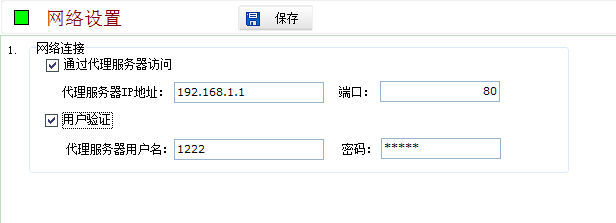 网络设置 保存
1. 网络连接
通过代理服务器访问
代理服务器IP地址: 192.168.1.1 端口: 80
用户验证
代理服务器用户名: 1222 密码: *****